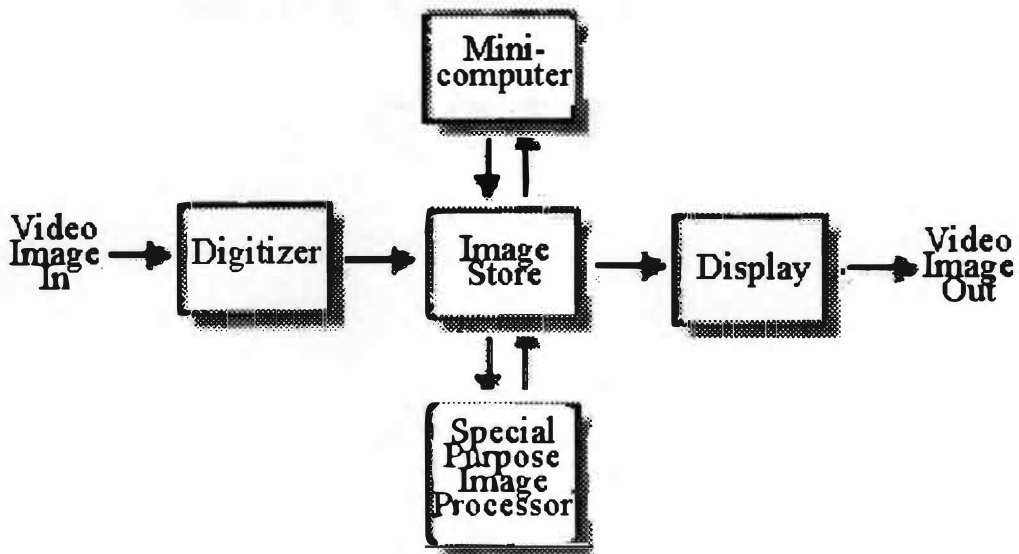 Mini-
computer
Video
Image
In
Digitizer
Image
Store
Display
Video
Image
Out
Special
Purpose
Image
Processor